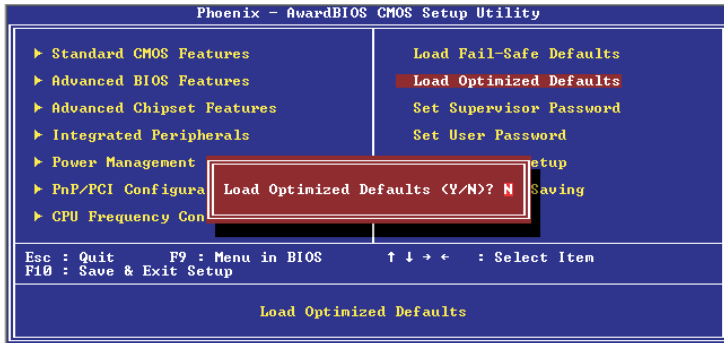 Phoenix - AwardBIOS CMOS Setup Utility
► Standard CMOS Features
► Advanced BIOS Features
► Advanced Chipset Features
► Integrated Peripherals
► Power Management
► PnP/PCI Configura
► CPU Frequency Con
Load Fail-Safe Defaults
Load Optimized Defaults
Set Supervisor Password
Set User Password
etup
Saving
Load Optimized Defaults (Y/N)? N
Esc : Quit F9 : Menu in BIOS ↑ ↓ → ← : Select Item
F10 : Save & Exit Setup
Load Optimized Defaults